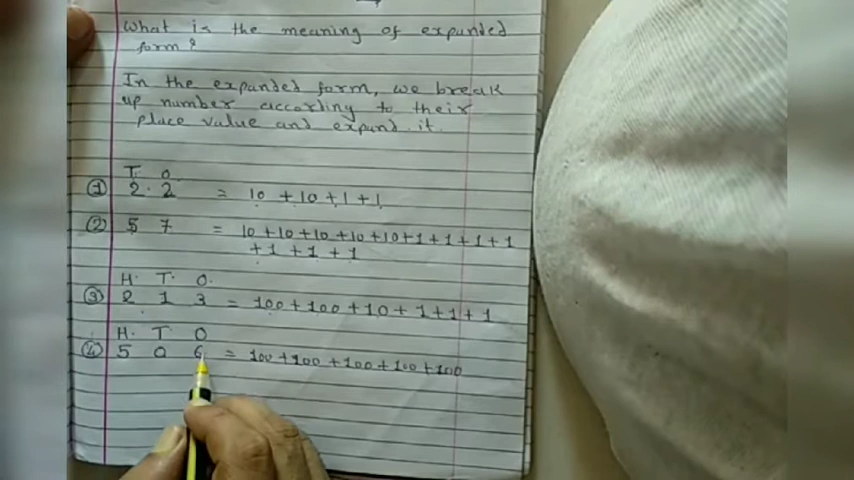 What is the meaning of expanded
form?
In the expanded form, we break
up number according to their
place value and expand it.
T. O.
① 2. 2 = 10 + 10 + 1 + 1
② 5 7 = 10 + 10 + 10 + 10 + 10 + 1 + 1 + 1 + 1
+ 1 + 1 + 1
H. T. O.
③ 2 1 3 = 100 + 100 + 10 + 1 + 1 + 1
H. T. O
④ 5 0 6 = 100 + 100 + 100 + 100 + 100